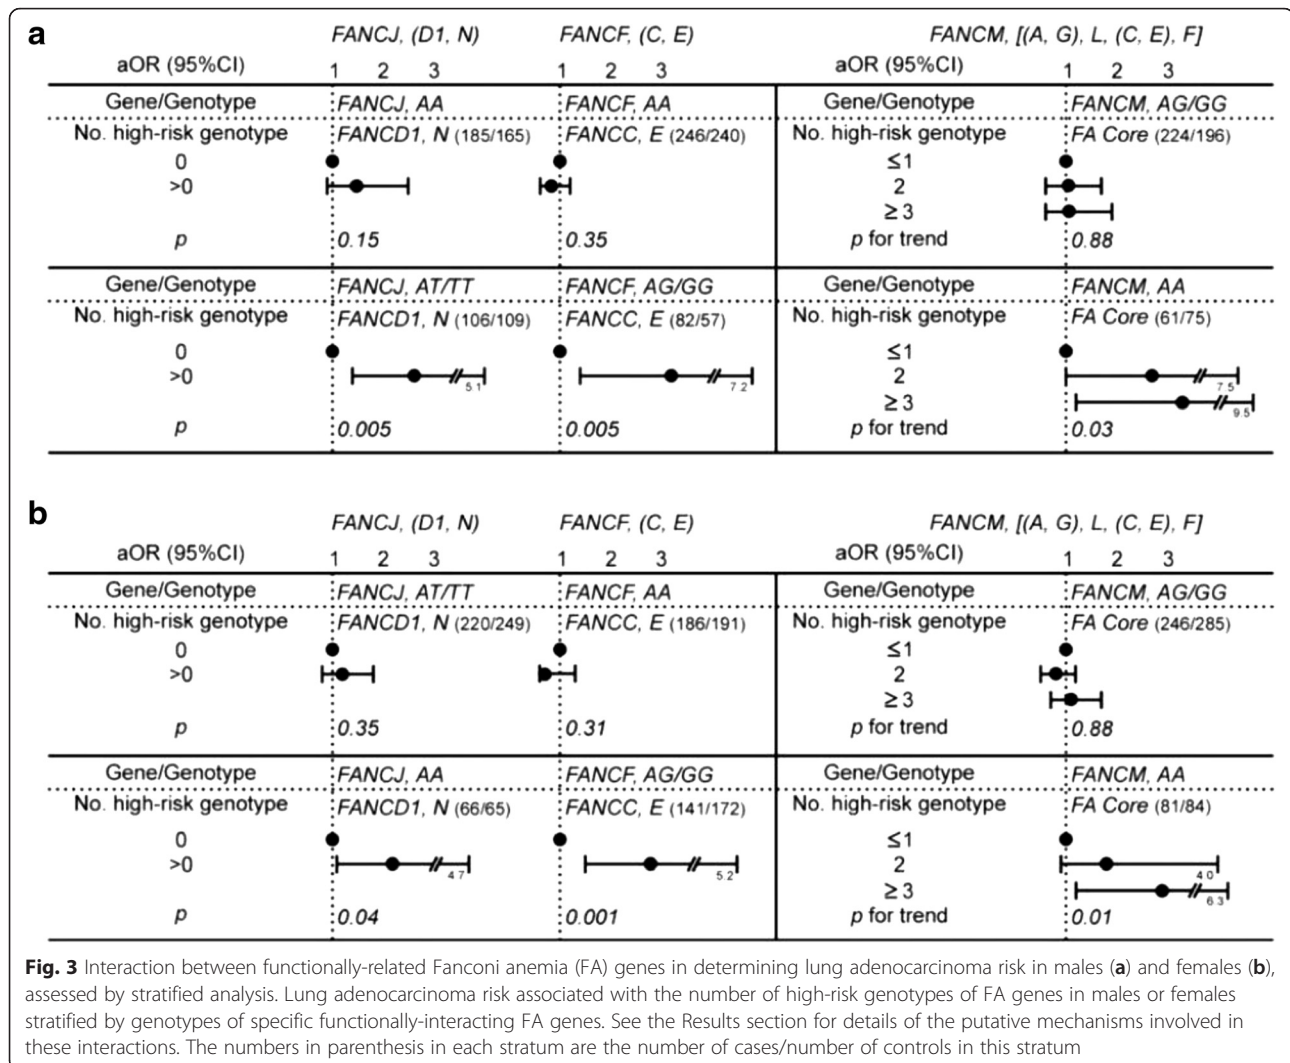 a
FANCJ, (D1, N) FANCF, (C, E) FANCM, [(A, G), L, (C, E), F]
aOR (95%CI) 1 2 3 1 2 3 aOR (95%CI) 1 2 3
Gene/Genotype FANCJ, AA FANCF, AA Gene/Genotype FANCM, AG/GG
No. high-risk genotype FANCD1, N (185/165) FANCC, E (246/240) No. high-risk genotype FA Core (224/196)
0 ≤1
>0 2
≥3
p 0.15 0.35 p for trend 0.88
Gene/Genotype FANCJ, AT/TT FANCF, AG/GG Gene/Genotype FANCM, AA
No. high-risk genotype FANCD1, N (106/109) FANCC, E (82/57) No. high-risk genotype FA Core (61/75)
0 ≤1
>0 5.1 7.2 2 7.5
≥3 9.5
p 0.005 0.005 p for trend 0.03
b
FANCJ, (D1, N) FANCF, (C, E) FANCM, [(A, G), L, (C, E), F]
aOR (95%CI) 1 2 3 1 2 3 aOR (95%CI) 1 2 3
Gene/Genotype FANCJ, AT/TT FANCF, AA Gene/Genotype FANCM, AG/GG
No. high-risk genotype FANCD1, N (220/249) FANCC, E (186/191) No. high-risk genotype FA Core (246/285)
0 ≤1
>0 2
≥3
p 0.35 0.31 p for trend 0.88
Gene/Genotype FANCJ, AA FANCF, AG/GG Gene/Genotype FANCM, AA
No. high-risk genotype FANCD1, N (66/65) FANCC, E (141/172) No. high-risk genotype FA Core (81/84)
0 ≤1
>0 4.7 5.2 2 4.0
≥3 6.3
p 0.04 0.001 p for trend 0.01
Fig. 3 Interaction between functionally-related Fanconi anemia (FA) genes in determining lung adenocarcinoma risk in males (a) and females (b),
assessed by stratified analysis. Lung adenocarcinoma risk associated with the number of high-risk genotypes of FA genes in males or females
stratified by genotypes of specific functionally-interacting FA genes. See the Results section for details of the putative mechanisms involved in
these interactions. The numbers in parenthesis in each stratum are the number of cases/number of controls in this stratum